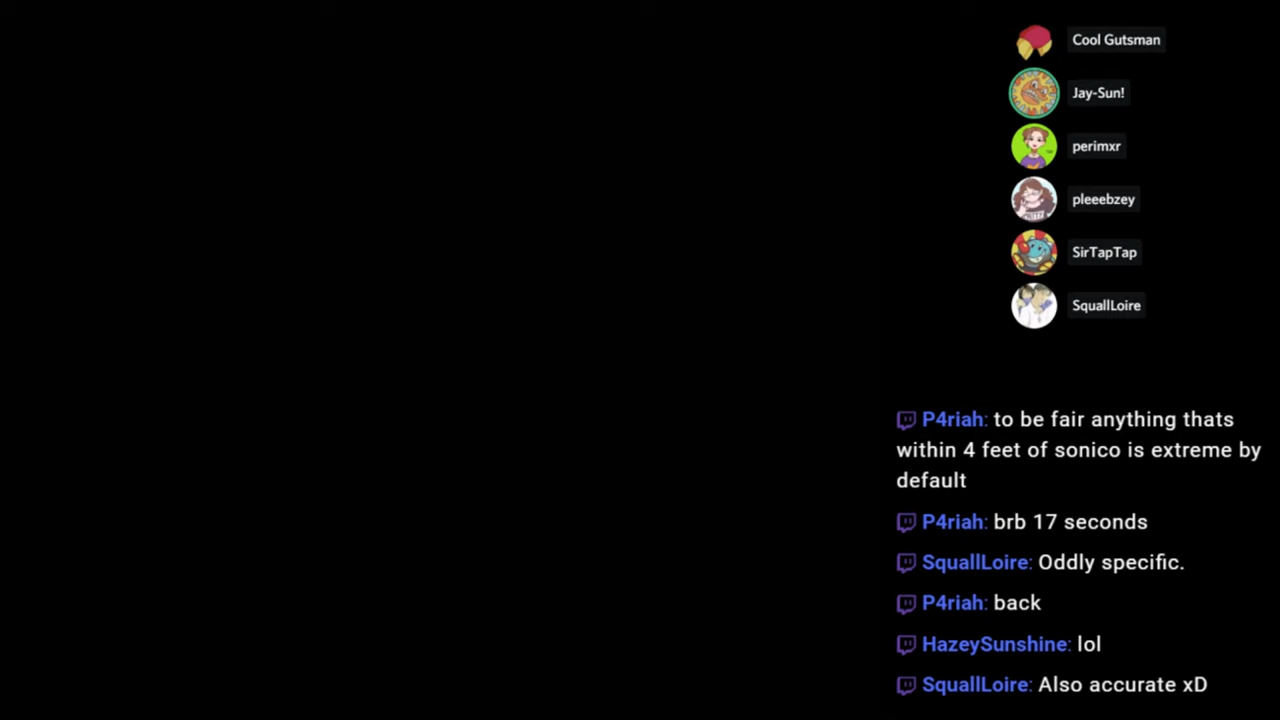 Cool Gutsman
Jay-Sun!
perimxr
pleeebzey
SirTapTap
SquallLoire
P4riah: to be fair anything thats
within 4 feet of sonico is extreme by
default
P4riah: brb 17 seconds
SquallLoire: Oddly specific.
P4riah: back
HazeySunshine: lol
SquallLoire: Also accurate xD